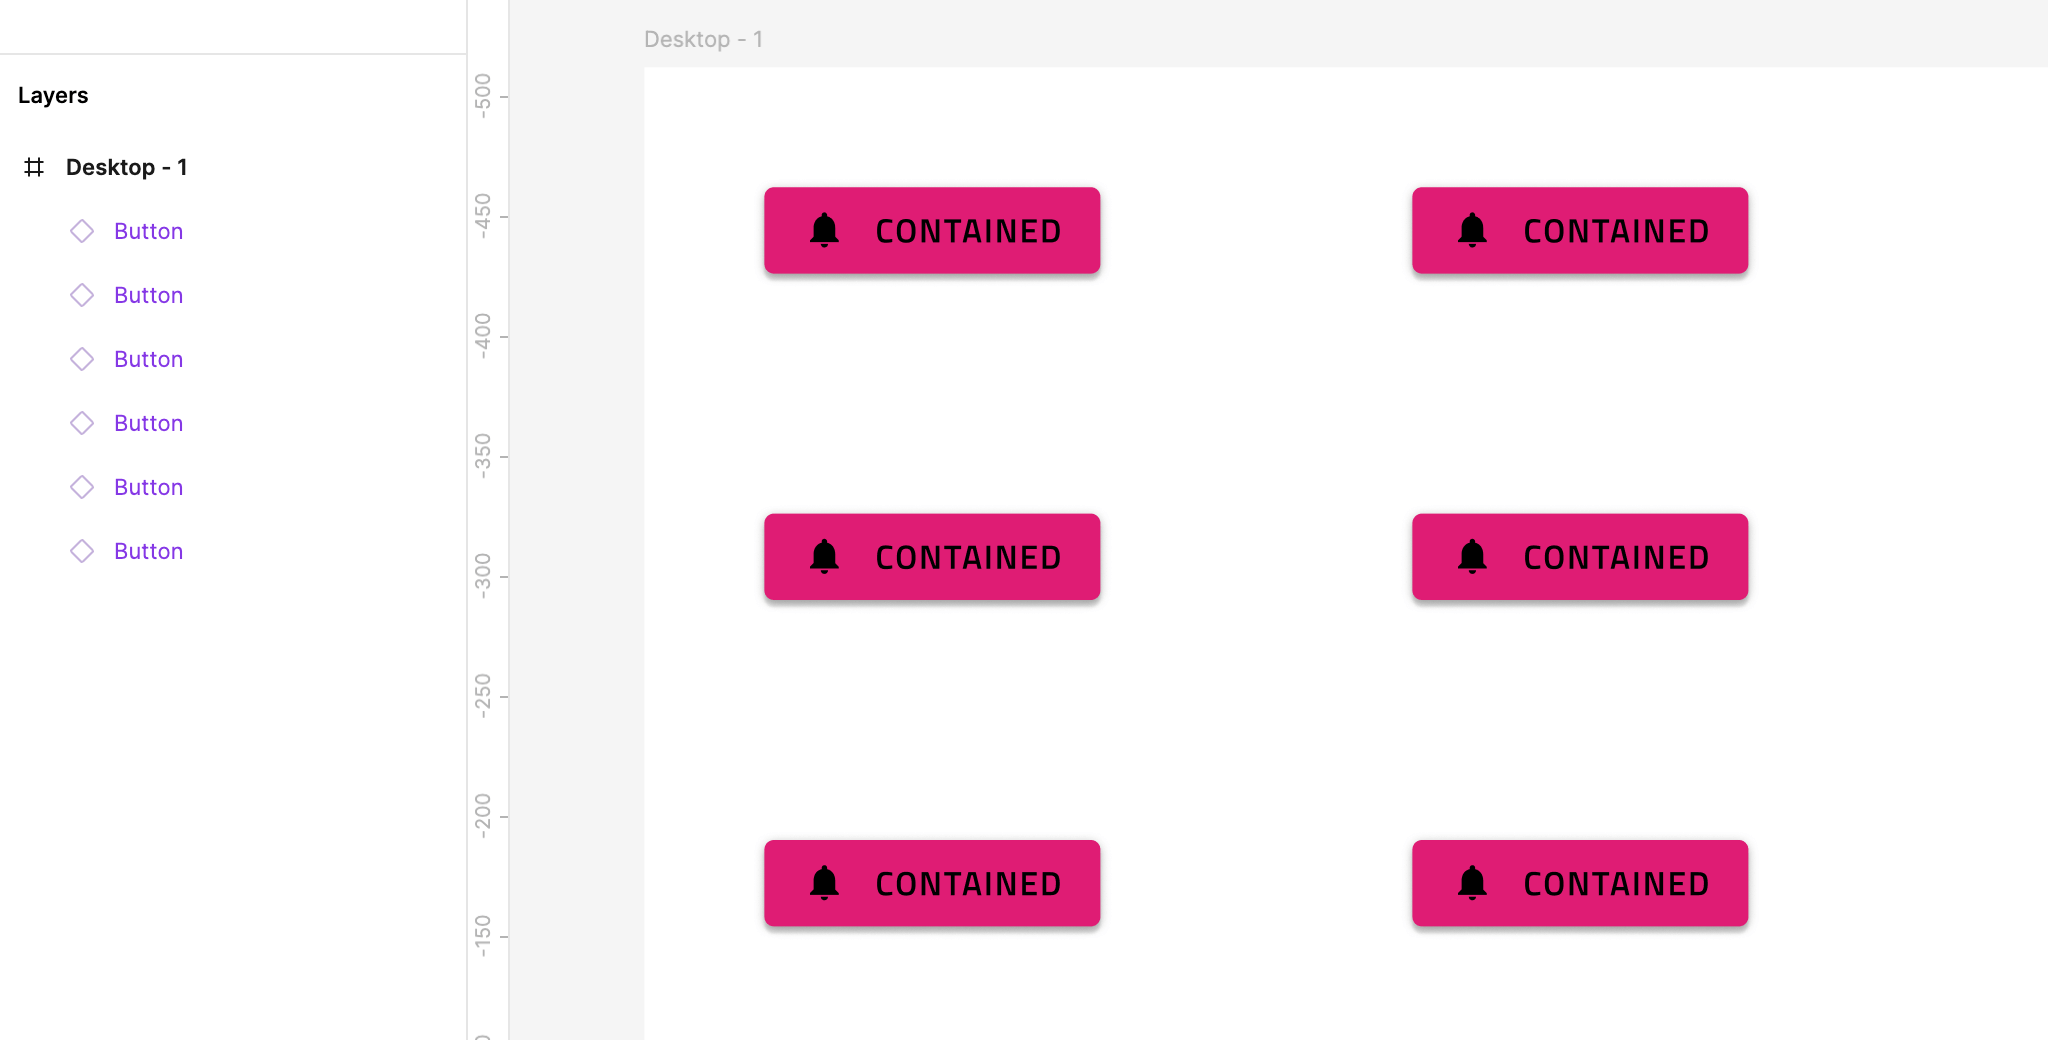 Layers
Desktop - 1
Button
Button
Button
Button
Button
Button
-500
-450
-400
-350
-300
-250
-200
-150
Desktop - 1
CONTAINED CONTAINED
CONTAINED CONTAINED
CONTAINED CONTAINED